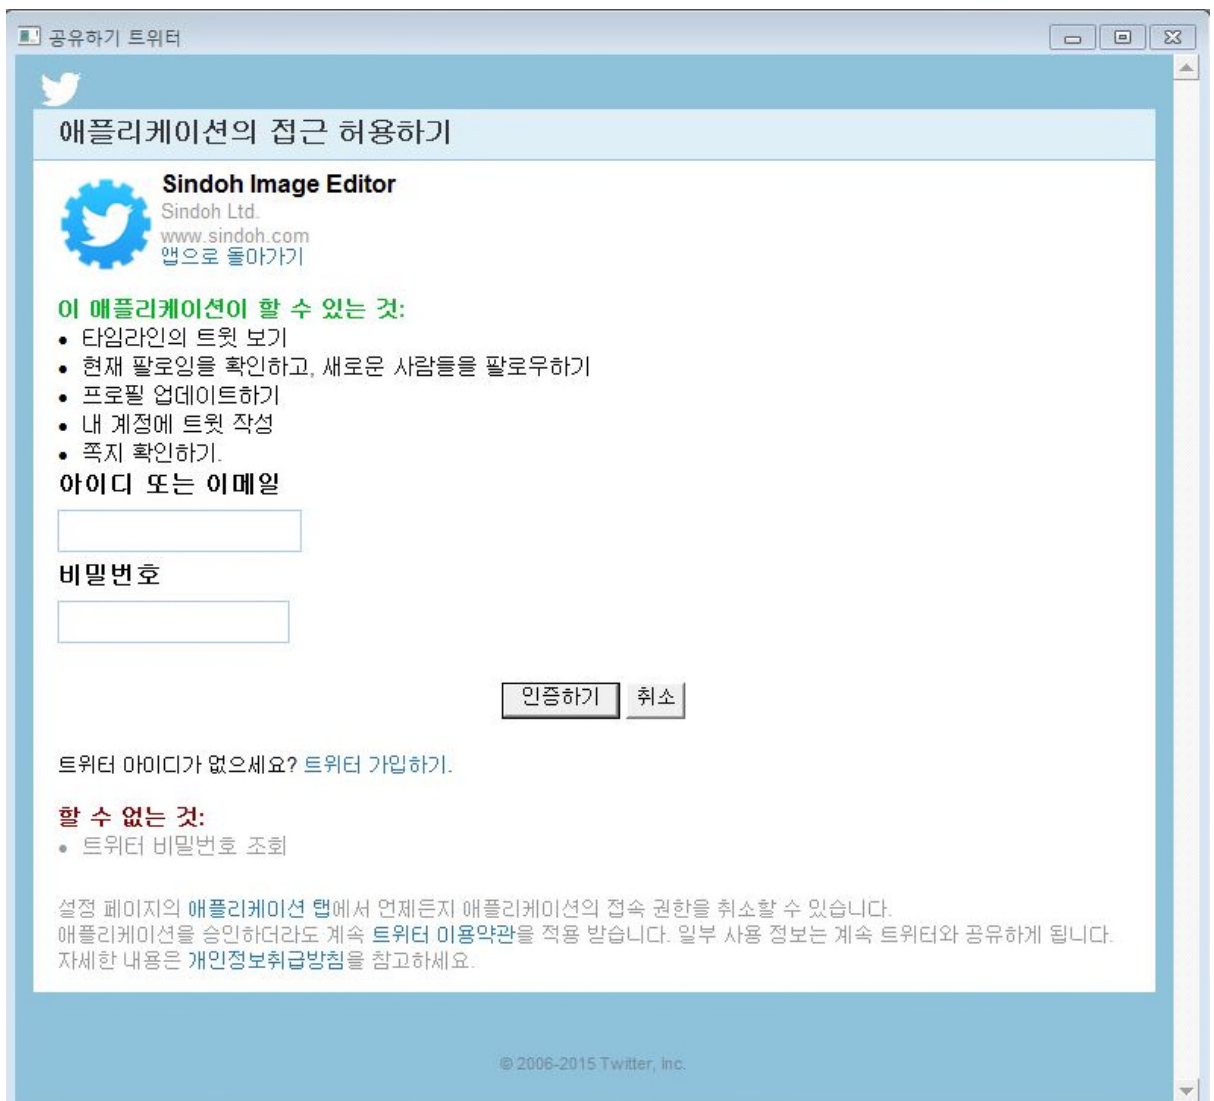 공유하기 트위터
애플리케이션의 접근 허용하기
Sindoh Image Editor
Sindoh Ltd.
www.sindoh.com
앱으로 돌아가기
이 애플리케이션이 할 수 있는 것:
• 타임라인의 트윗 보기
• 현재 팔로잉을 확인하고, 새로운 사람들을 팔로우하기
• 프로필 업데이트하기
• 내 계정에 트윗 작성
• 쪽지 확인하기.
아이디 또는 이메일
비밀번호
인증하기 취소
트위터 아이디가 없으세요? 트위터 가입하기.
할 수 없는 것:
• 트위터 비밀번호 조회
설정 페이지의 애플리케이션 탭에서 언제든지 애플리케이션의 접속 권한을 취소할 수 있습니다.
애플리케이션을 승인하더라도 계속 트위터 이용약관을 적용 받습니다. 일부 사용 정보는 계속 트위터와 공유하게 됩니다.
자세한 내용은 개인정보취급방침을 참고하세요.
© 2006-2015 Twitter, Inc.